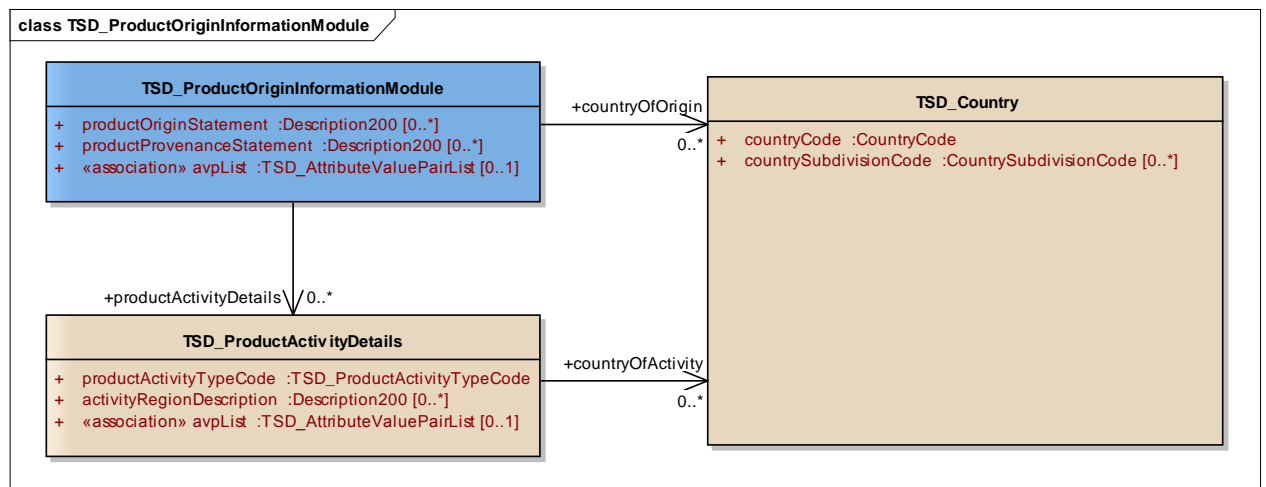 class TSD_ProductOriginInformationModule
TSD_ProductOriginInformationModule
+ productOriginStatement :Description200 [0..*]
+ productProvenanceStatement :Description200 [0..*]
+ «association» avpList :TSD_AttributeValuePairList [0..1]
+countryOfOrigin
0..*
TSD_Country
+ countryCode :CountryCode
+ countrySubdivisionCode :CountrySubdivisionCode [0..*]
+productActivityDetails 0..*
TSD_ProductActivityDetails
+ productActivityTypeCode :TSD_ProductActivityTypeCode
+ activityRegionDescription :Description200 [0..*]
+ «association» avpList :TSD_AttributeValuePairList [0..1]
+countryOfActivity
0..*